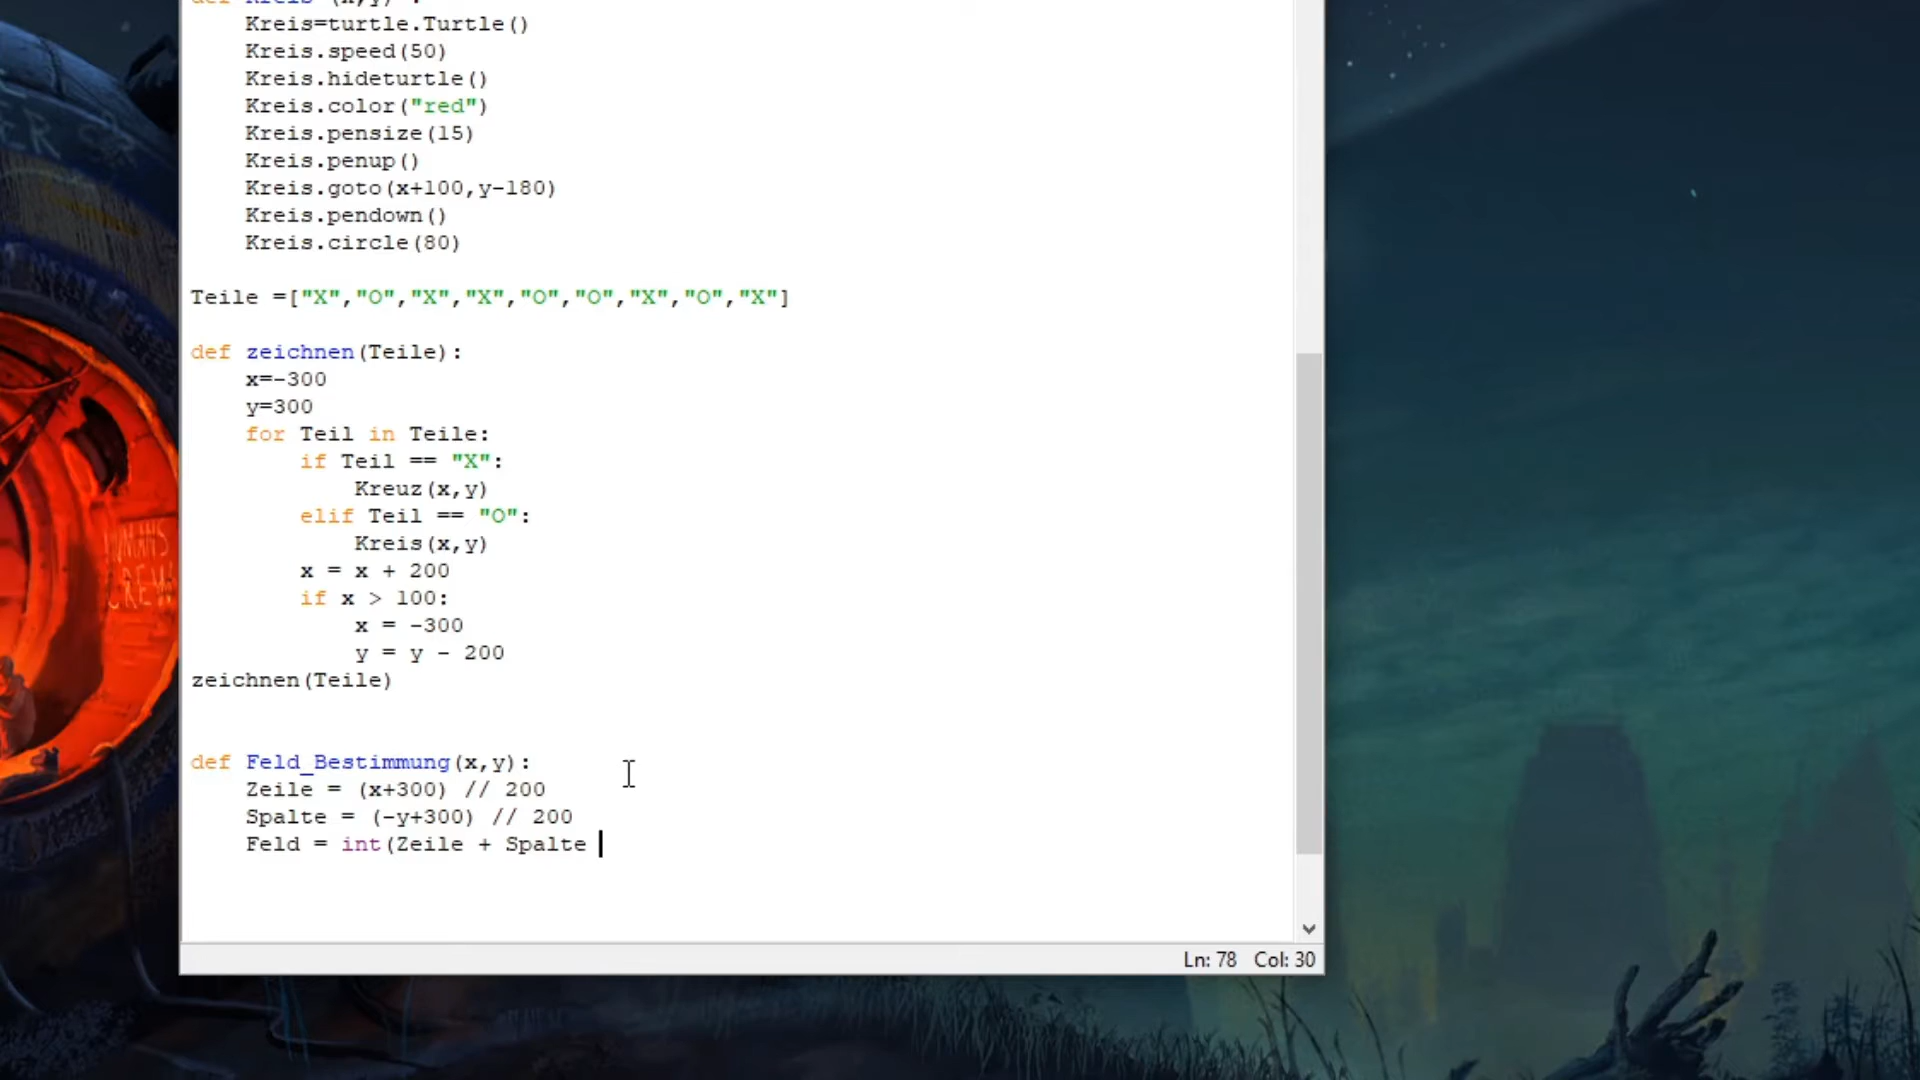 def Kreis (x,y) :
Kreis=turtle.Turtle()
Kreis.speed(50)
Kreis.hideturtle()
Kreis.color("red")
Kreis.pensize(15)
Kreis.penup()
Kreis.goto(x+100,y-180)
Kreis.pendown()
Kreis.circle(80)
Teile =["X","O","X","X","O","O","X","O","X"]
def zeichnen(Teile):
x=-300
y=300
for Teil in Teile:
if Teil == "X":
Kreuz(x,y)
elif Teil == "O":
Kreis(x,y)
x = x + 200
if x > 100:
x = -300
y = y - 200
zeichnen(Teile)
def Feld_Bestimmung(x,y):
Zeile = (x+300) // 200
Spalte = (-y+300) // 200
Feld = int(Zeile + Spalte
Ln: 78 Col: 30